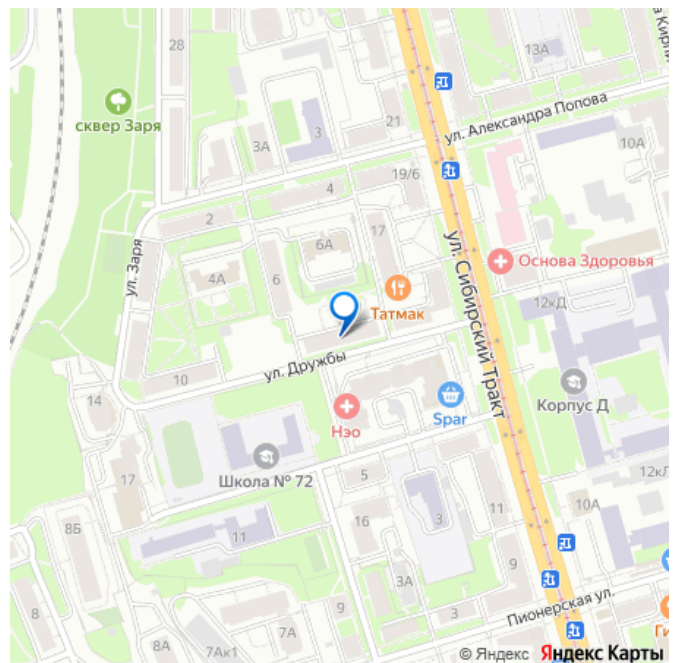 28
13А
сквер Заря
21
ул. Александра Попова
3
3А
10А
19/6
4
2
17
6А
ул. Заря
4А
6
Основа Здоровья
Татмак
12кД
ул. Сибирский Тракт
ул. Дружбы
10
14
Корпус Д
Spar
Нэо
Школа № 72
17
5
12кЛ
10А
8Б
16
3
11
11
9
3А
8
9
3
Пионерская ул.
7А
8А
7Ак1
© Яндекс Яндекс Карты